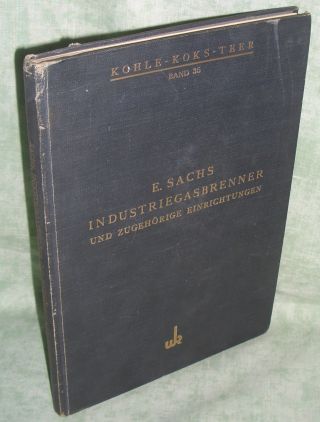 KOHLE-KOKS-TEER
BAND 35
E. SACHS
INDUSTRIEGASBRENNER
UND ZUGEHÖRIGE EINRICHTUNGEN